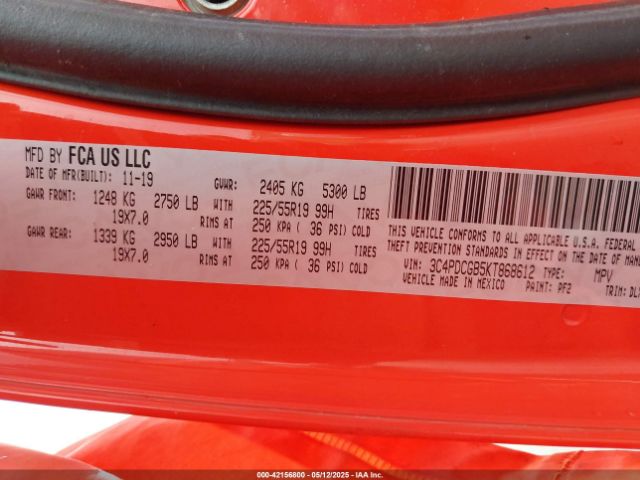 MFD BY FCA US LLC
DATE OF MFR(BUILT): 11-19 GVWR: 2405 KG 5300 LB
GAWR FRONT: 1248 KG 2750 LB WITH 225/55R19 99H TIRES
19X7.0 RIMS AT 250 KPA ( 36 PSI) COLD
GAWR REAR: 1339 KG 2950 LB WITH 225/55R19 99H TIRES
19X7.0 RIMS AT 250 KPA ( 36 PSI) COLD
THIS VEHICLE CONFORMS TO ALL APPLICABLE U.S.A. FEDERAL
THEFT PREVENTION STANDARDS IN EFFECT ON THE DATE OF
VIN: 3C4PDCGB5KT868612 TYPE: MPV
VEHICLE MADE IN MEXICO PAINT: PF2 TRIM:
000-42156800 - 05/12/2025 - IAA Inc.